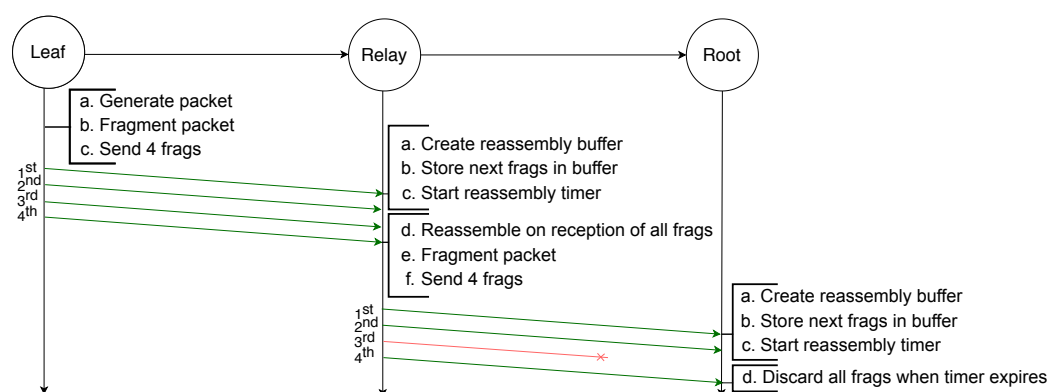 Leaf
Relay
Root
a. Generate packet
b. Fragment packet
c. Send 4 frags
a. Create reassembly buffer
b. Store next frags in buffer
c. Start reassembly timer
1st
2nd
3rd
4th
d. Reassemble on reception of all frags
e. Fragment packet
f. Send 4 frags
a. Create reassembly buffer
b. Store next frags in buffer
c. Start reassembly timer
1st
2nd
3rd
4th
d. Discard all frags when timer expires